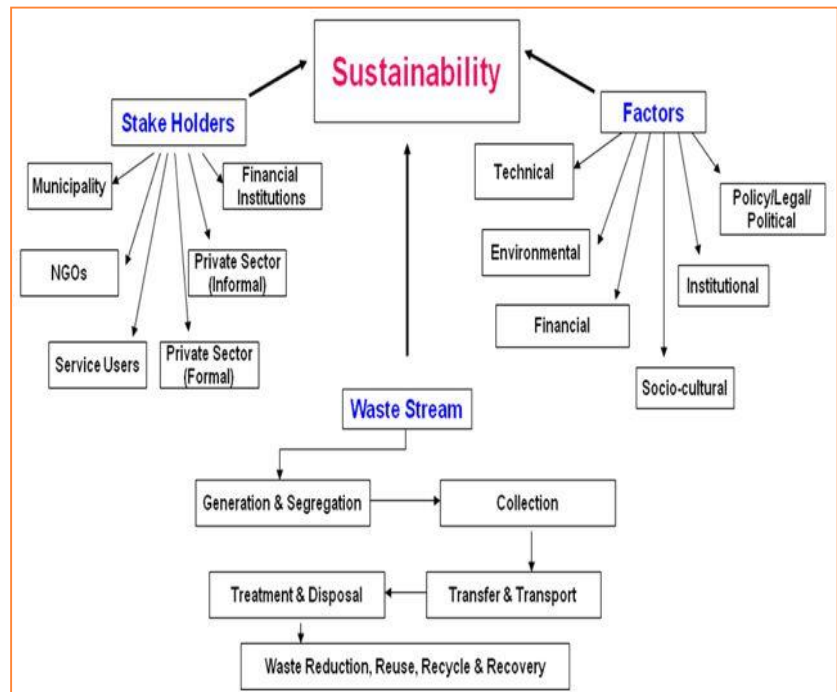 Sustainability
Stake Holders
Municipality
Financial
Institutions
NGOs
Private Sector
(Informal)
Service Users
Private Sector
(Formal)
Factors
Technical
Policy/Legal/
Political
Environmental
Institutional
Financial
Socio-cultural
Waste Stream
Generation & Segregation
Collection
Treatment & Disposal
Transfer & Transport
Waste Reduction, Reuse, Recycle & Recovery